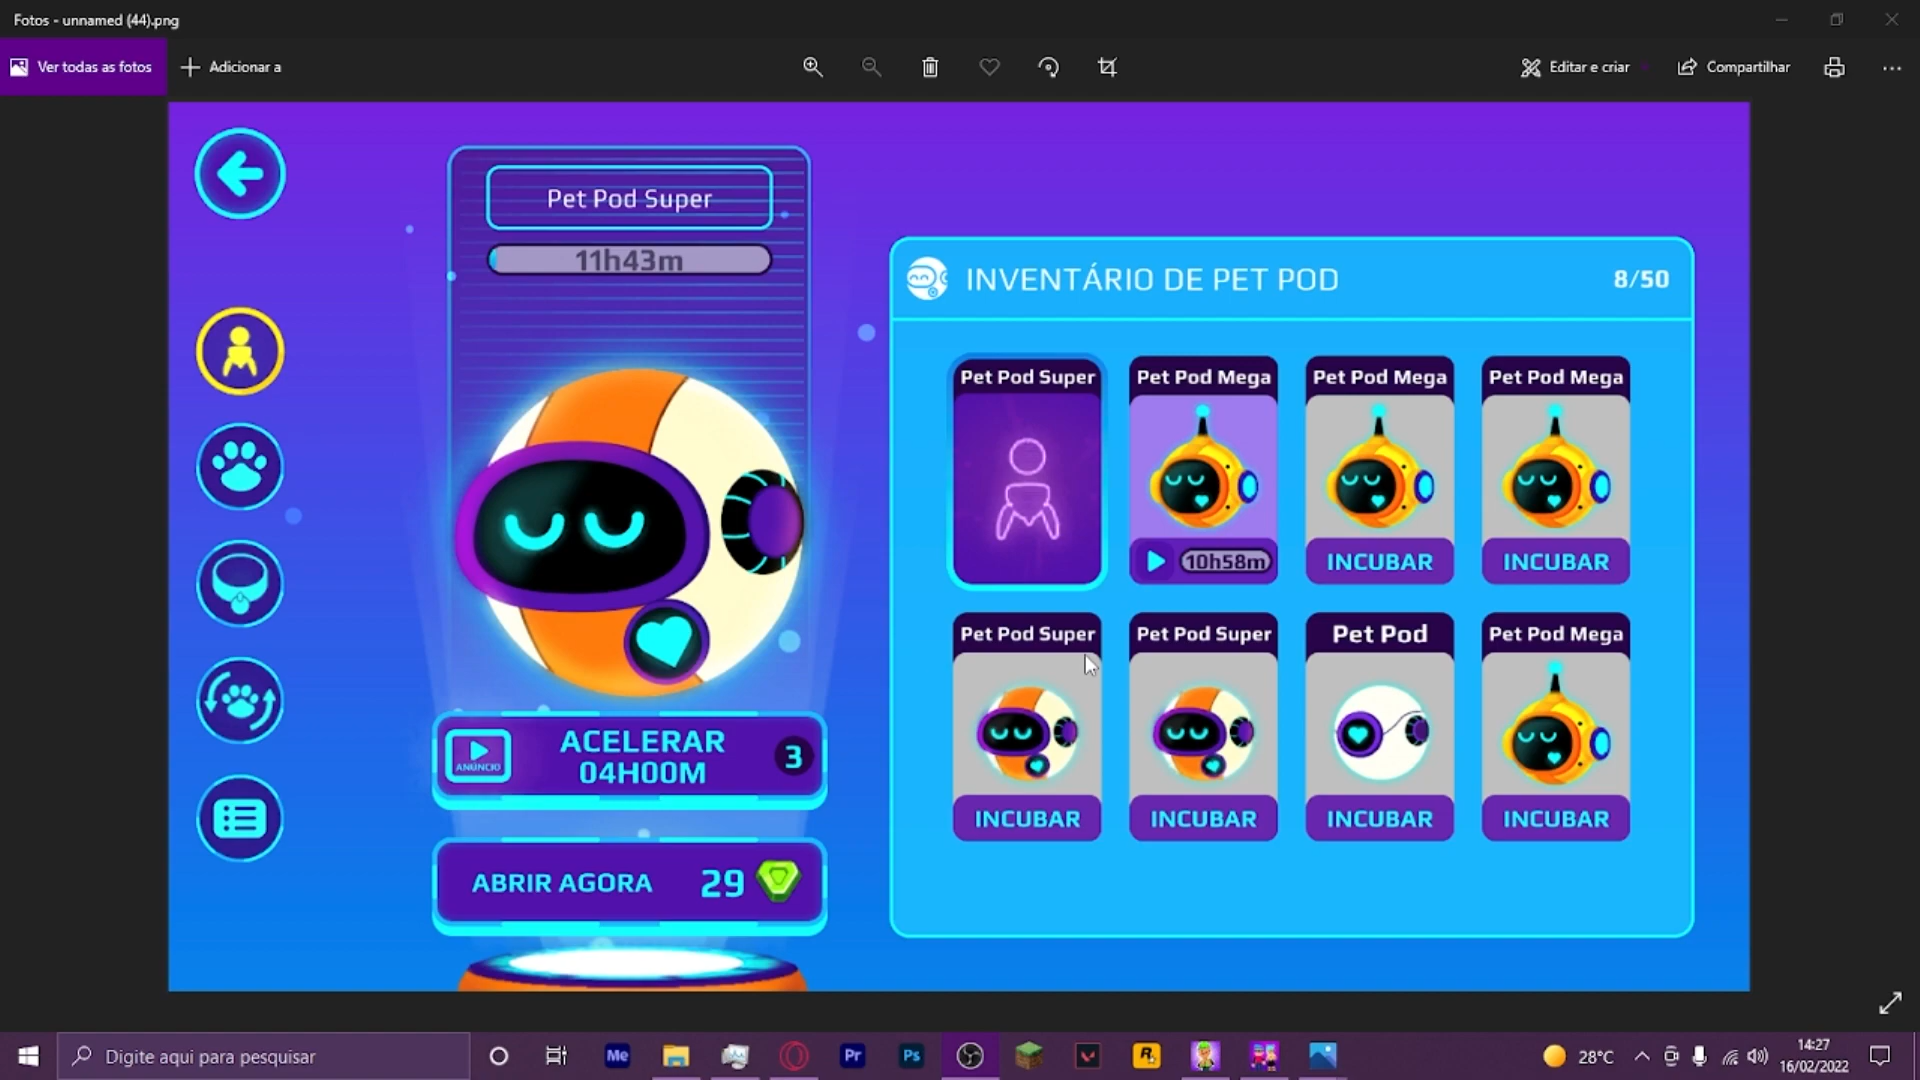 Fotos - unnamed (44).png
Ver todas as fotos
Adicionar a
Editar e criar
Compartilhar
Pet Pod Super
11h43m
ANÚNCIO
ACELERAR
04H00M
3
ABRIR AGORA 29
INVENTÁRIO DE PET POD 8/50
Pet Pod Super
Pet Pod Mega
Pet Pod Mega
Pet Pod Mega
10h58m
INCUBAR
INCUBAR
Pet Pod Super
Pet Pod Super
Pet Pod
Pet Pod Mega
INCUBAR
INCUBAR
INCUBAR
INCUBAR
Digite aqui para pesquisar
Me
Pr
Ps
28°C
14:27
16/02/2022